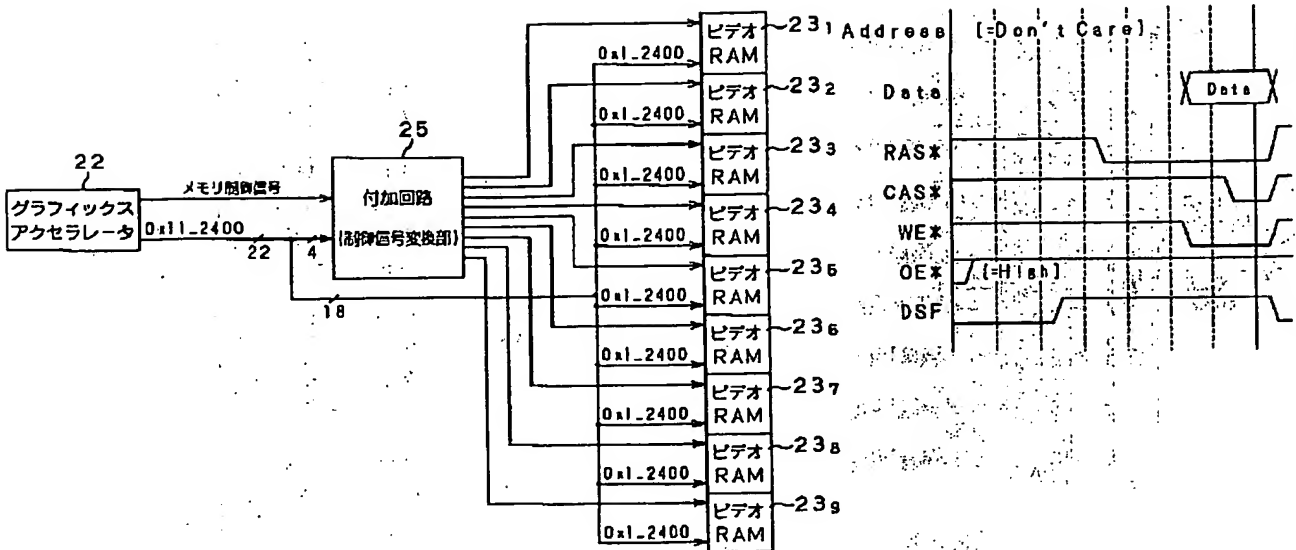 22
グラフィックス
アクセラレータ
メモリ制御信号
0x11_2400
22
4
18
25
付加回路
(制御信号変換部)
0x1_2400
ビデオ
RAM
23₁
0x1_2400
ビデオ
RAM
23₂
0x1_2400
ビデオ
RAM
23₃
0x1_2400
ビデオ
RAM
23₄
0x1_2400
ビデオ
RAM
23₅
0x1_2400
ビデオ
RAM
23₆
0x1_2400
ビデオ
RAM
23₇
0x1_2400
ビデオ
RAM
23₈
0x1_2400
ビデオ
RAM
23₉
Address [=Don't Care]
Data Data
RAS*
CAS*
WE*
OE* [=High]
DSF